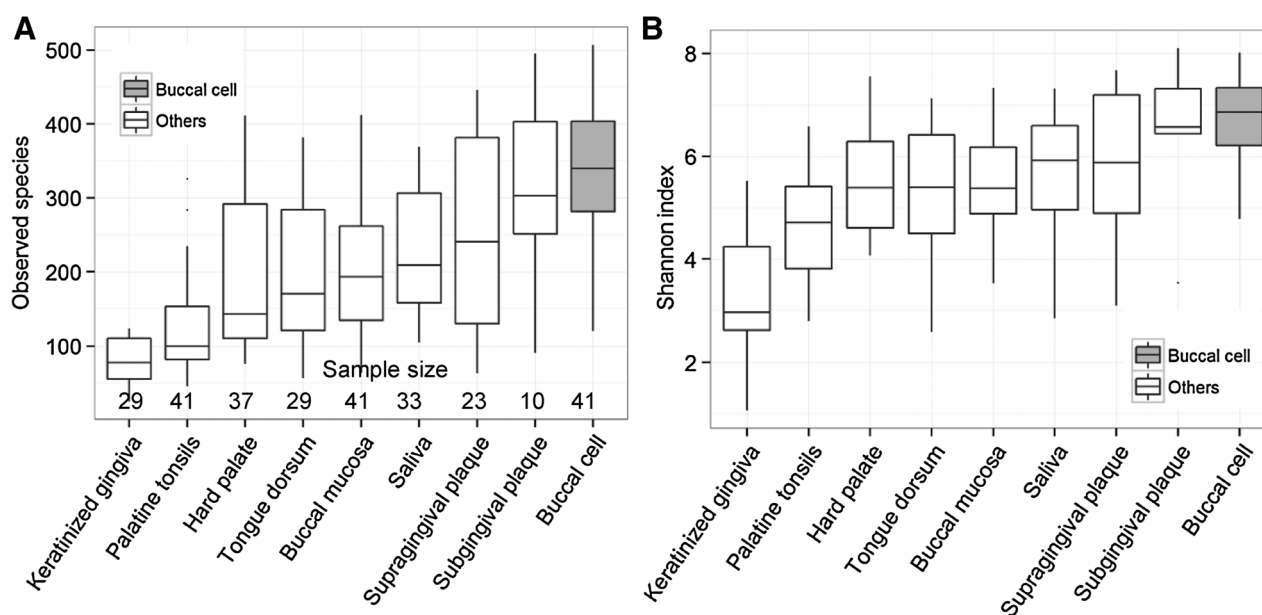 A
Observed species
500
400
300
200
100
Buccal cell
Others
Sample size
29 41 37 29 41 33 23 10 41
Keratinized gingiva
Palatine tonsils
Hard palate
Tongue dorsum
Buccal mucosa
Saliva
Supragingival plaque
Subgingival plaque
Buccal cell
B
Shannon index
8
6
4
2
Buccal cell
Others
Keratinized gingiva
Palatine tonsils
Hard palate
Tongue dorsum
Buccal mucosa
Saliva
Supragingival plaque
Subgingival plaque
Buccal cell